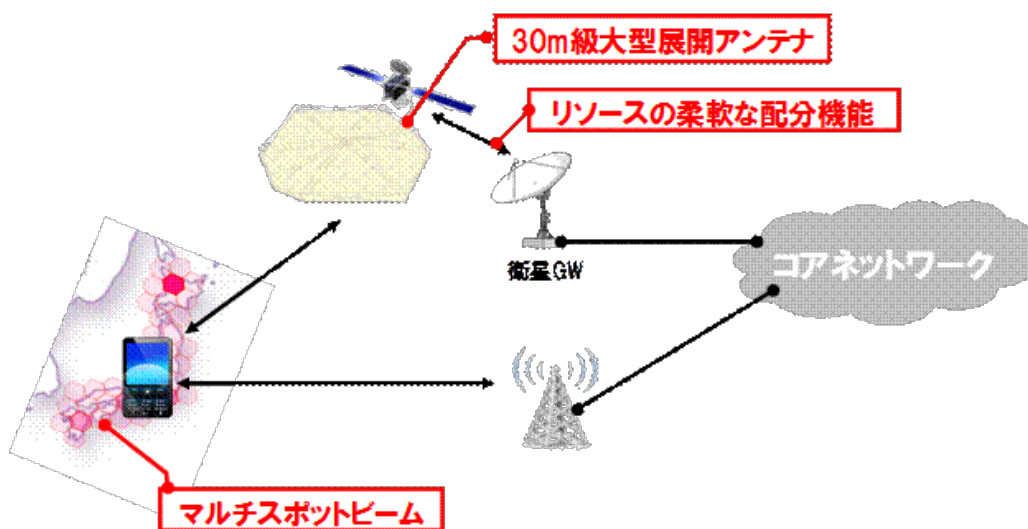 30m級大型展開アンテナ
リソースの柔軟な配分機能
衛星GW
コアネットワーク
マルチスポットビーム